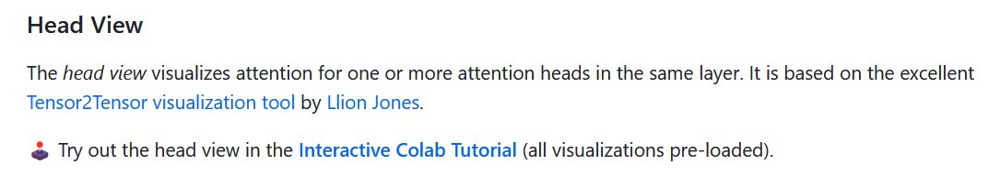 Head View
The head view visualizes attention for one or more attention heads in the same layer. It is based on the excellent
Tensor2Tensor visualization tool by Llion Jones.
Try out the head view in the Interactive Colab Tutorial (all visualizations pre-loaded).